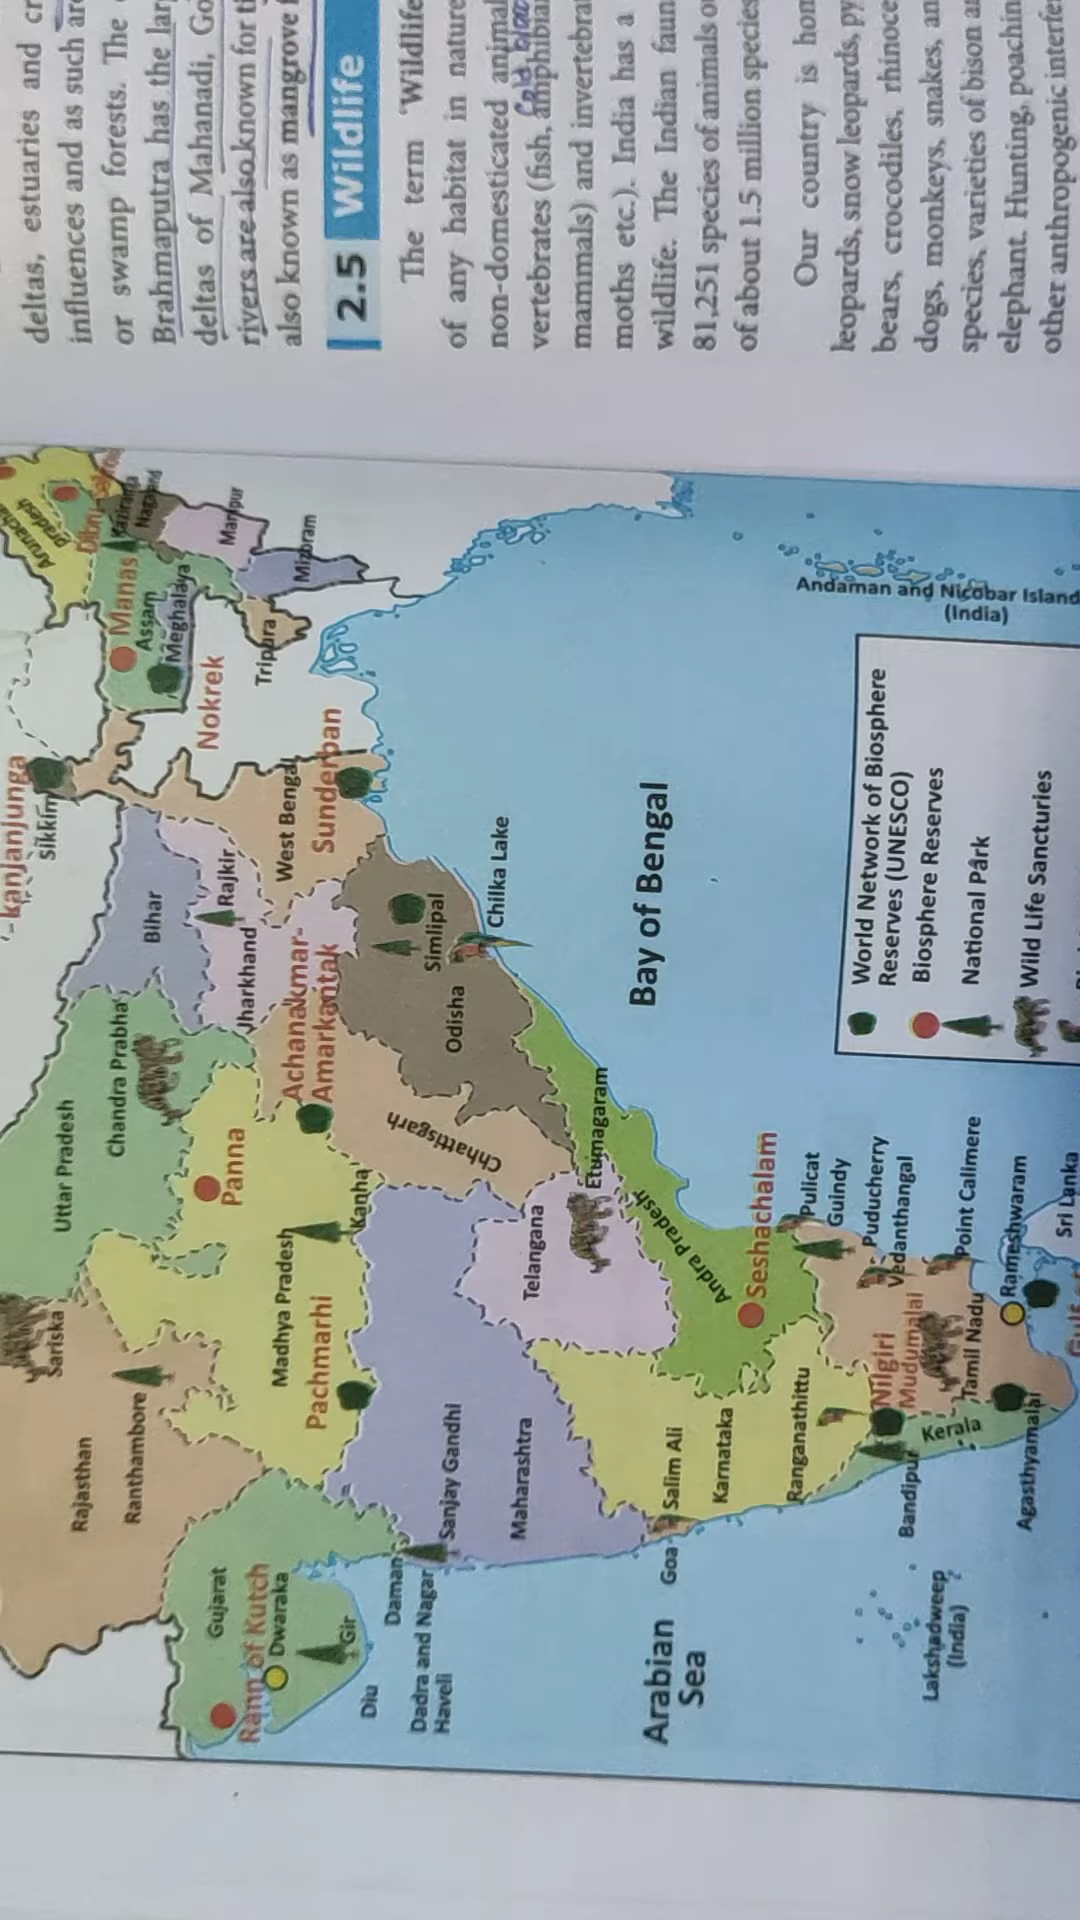 Kanjanjunga
Sikkim
pradesh
Manas
Assam
Meghalaya
Nokrek
Manipur
Mizoram
Tripura
Uttar Pradesh
Chandra Prabha
Bihar
Rajkir
Jharkhand
West Bengal
Sunderban
Sariska
Rajasthan
Ranthambore
Panna
Madhya Pradesh
Pachmarhi
Kanha
Achanakmar-
Amarkantak
Chhattisgarh
Simlipal
Odisha
Chilka Lake
Gujarat
Rann of Kutch
Dwaraka
Gir
Diu
Daman
Dadra and Nagar
Haveli
Sanjay Gandhi
Maharashtra
Telangana
Etumagaram
Andra Pradesh
Seshachalam
Arabian
Sea
Bay of Bengal
Goa
Salim Ali
Karnataka
Ranganathittu
Pulicat
Guindy
Puducherry
Vedanthangal
Point Calimere
Nilgiri
Mudumalai
Tamil Nadu
Bandipur
Kerala
Agasthyamalai
Rameshwaram
Sri Lanka
Lakshadweep
(India)
Andaman and Nicobar Island
(India)
World Network of Biosphere
Reserves (UNESCO)
Biosphere Reserves
National Park
Wild Life Sancturies
deltas, estuaries and
influences and as such
or swamp forests. The
Brahmaputra has the
deltas of Mahanadi,
rivers are also known for
also known as mangrove
2.5 Wildlife
The term 'Wildlife
of any habitat in nature
non-domesticated animal
Cold
vertebrates (fish, amphibian
mammals) and invertebra
moths etc.). India has a
wildlife. The Indian faun
81,251 species of animals
of about 1.5 million species
Our country is hom
leopards, snow leopards, py
bears, crocodiles, rhinoce
dogs, monkeys, snakes, an
species, varieties of bison
elephant. Hunting, poachin
other anthropogenic interfe